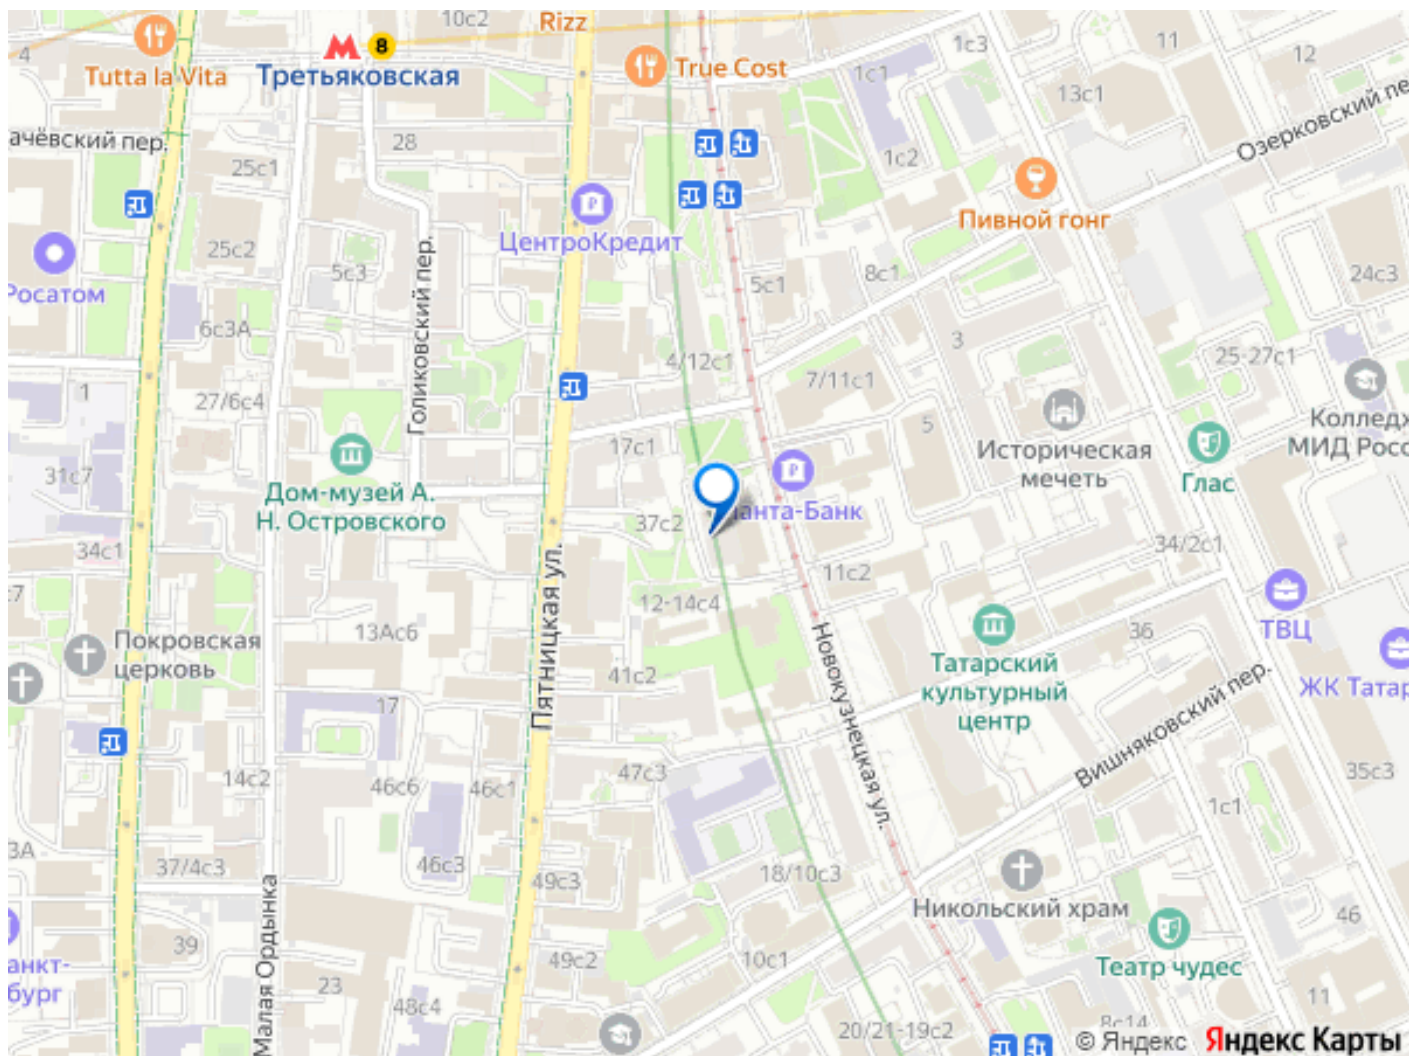 10с2
Rizz
4
Tutta la Vita
8
Третьяковская
True Cost
1с3
11
12
1с1
13с1
Озерковский пе
ачёвский пер.
28
25с1
1с2
Пивной гонг
ЦентроКредит
25с2
5с3
Росатом
6с3А
Голиковский пер.
8с1
5с1
24с3
3
4/12с1
7/11с1
25-27с1
1
27/6с4
5
Колледж
МИД Росс
17с1
Историческая
мечеть
31с7
Глас
Дом-музей А.
Н. Островского
37с2
анта-Банк
34с1
34/2с1
Пятницкая ул.
11с2
с7
12-14с4
ТВЦ
Покровская
церковь
13Ас6
36
Новокузнецкая ул.
Татарский
культурный
центр
41с2
ЖК Татар
17
Вишняковский пер.
14с2
46с6
46с1
47с3
35с3
1с1
3А
37/4с3
46с3
49с3
18/10с3
Никольский храм
46
Малая Ордынка
39
анкт-
бург
49с2
10с1
Театр чудес
23
48с4
11
20/21-19с2
8с14
© Яндекс Яндекс Карты